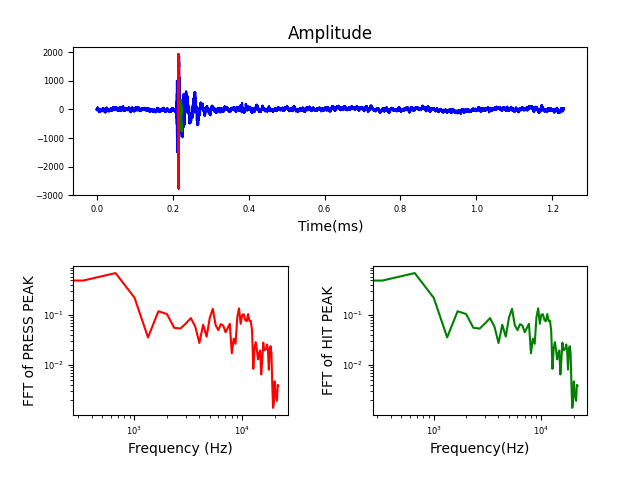 Amplitude
2000
1000
0
−1000
−2000
−3000
0.0 0.2 0.4 0.6 0.8 1.0 1.2
Time(ms)
FFT of PRESS PEAK
10⁻¹
10⁻²
10³ 10⁴
Frequency (Hz)
FFT of HIT PEAK
10⁻¹
10⁻²
10³ 10⁴
Frequency(Hz)